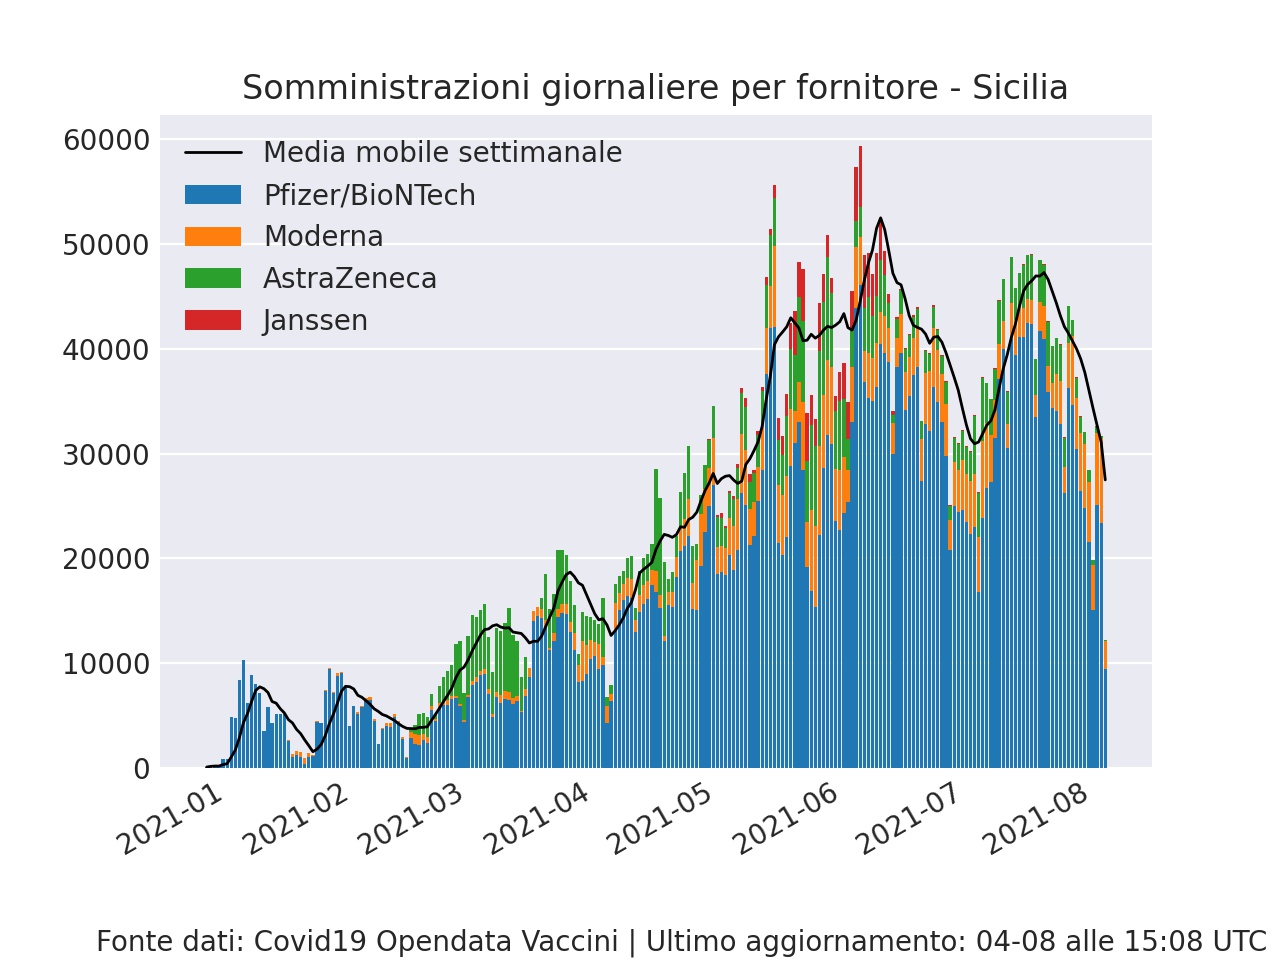 Somministrazioni giornaliere per fornitore - Sicilia
60000
50000
40000
30000
20000
10000
0
Media mobile settimanale
Pfizer/BioNTech
Moderna
AstraZeneca
Janssen
2021-01
2021-02
2021-03
2021-04
2021-05
2021-06
2021-07
2021-08
Fonte dati: Covid19 Opendata Vaccini | Ultimo aggiornamento: 04-08 alle 15:08 UTC